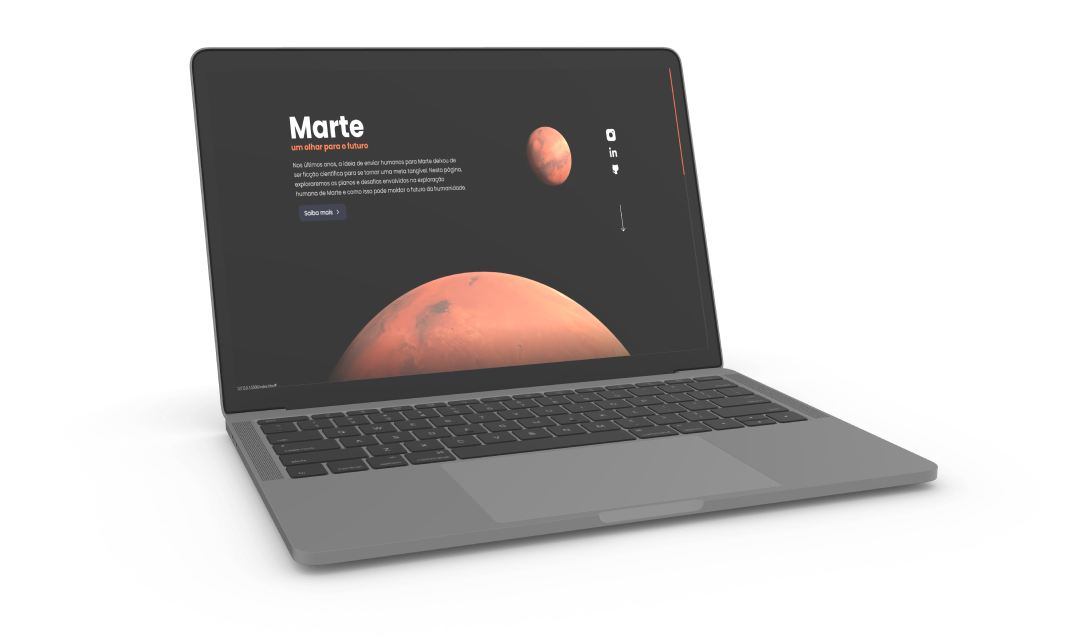 Marte
um olhar para o futuro
Nos últimos anos, a ideia de enviar humanos para Marte deixou de
ser ficção científica para se tornar uma meta tangível. Nesta página,
exploraremos os planos e desafios envolvidos na exploração
humana de Marte e como isso pode moldar o futuro da humanidade.
Saiba mais
in